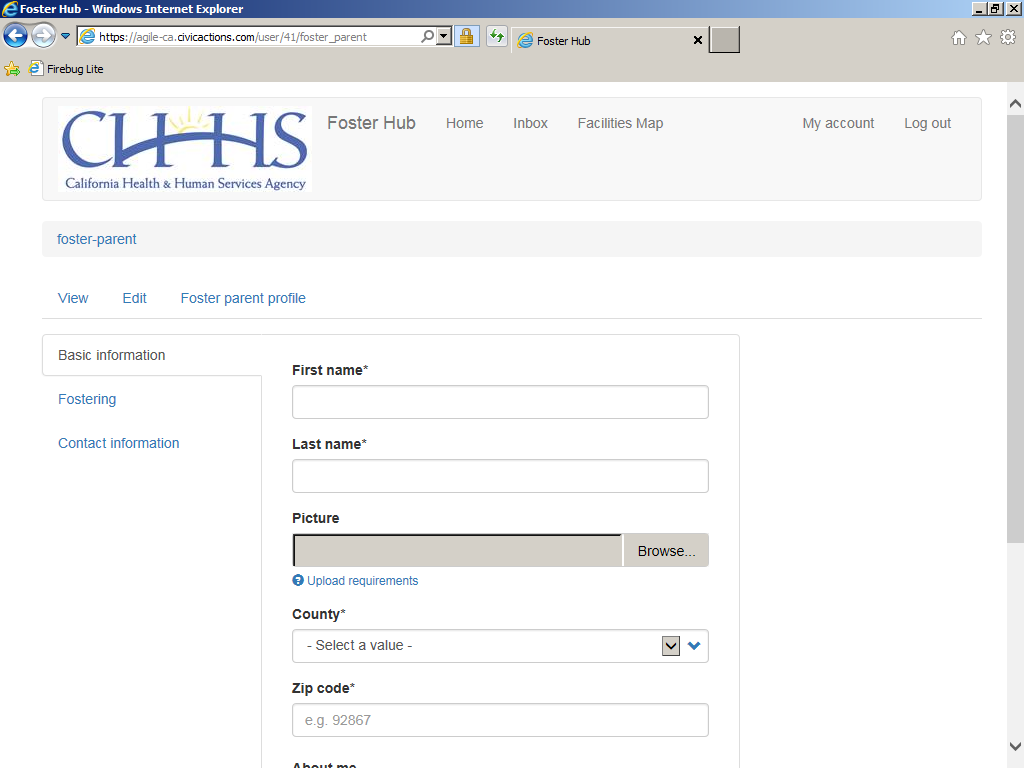 Foster Hub - Windows Internet Explorer
https://agile-ca.civicactions.com/user/41/foster_parent
Foster Hub
Firebug Lite
CHHS
California Health & Human Services Agency
Foster Hub Home Inbox Facilities Map My account Log out
foster-parent
View Edit Foster parent profile
Basic information
Fostering
Contact information
First name*
Last name*
Picture
Browse...
Upload requirements
County*
- Select a value -
Zip code*
e.g. 92867
About me